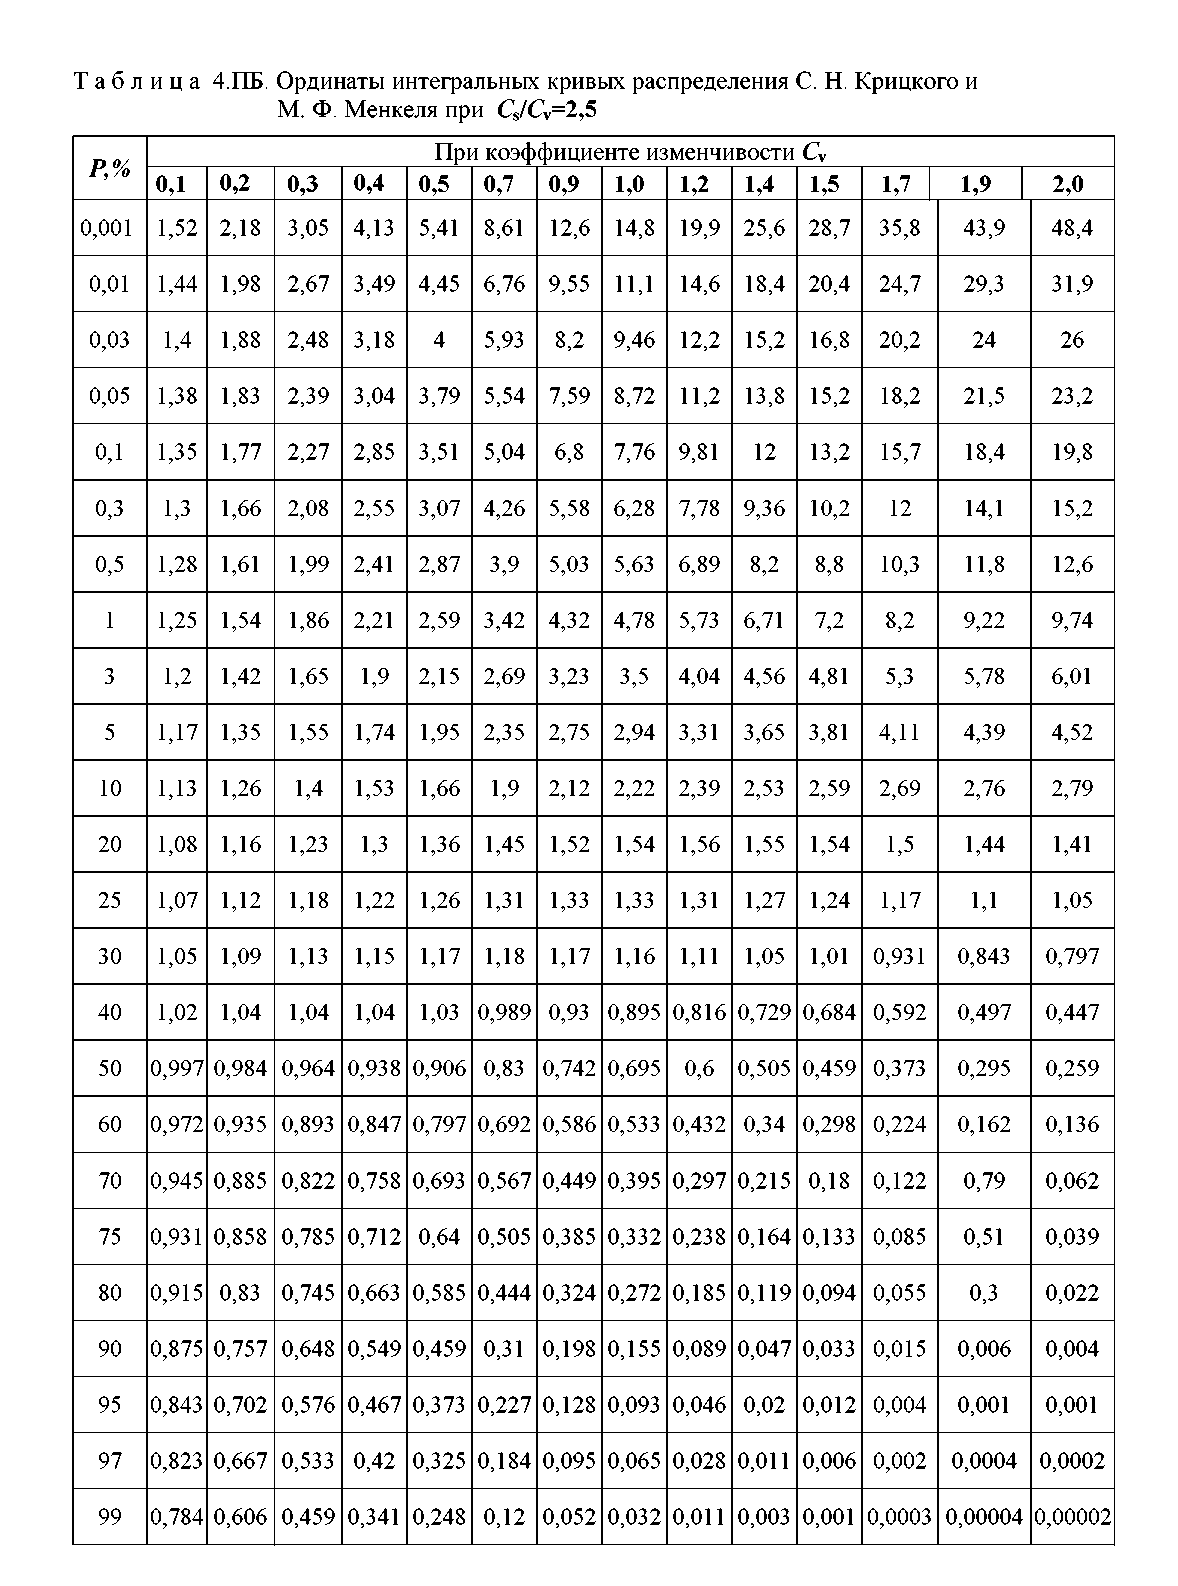 Т а б л и ц а 4.ПБ. Ординаты интегральных кривых распределения С. Н. Крицкого и
М. Ф. Менкеля при Cs/Cv=2,5
P,% При коэффициенте изменчивости Cv
0,1 0,2 0,3 0,4 0,5 0,7 0,9 1,0 1,2 1,4 1,5 1,7 1,9 2,0
0,001 1,52 2,18 3,05 4,13 5,41 8,61 12,6 14,8 19,9 25,6 28,7 35,8 43,9 48,4
0,01 1,44 1,98 2,67 3,49 4,45 6,76 9,55 11,1 14,6 18,4 20,4 24,7 29,3 31,9
0,03 1,4 1,88 2,48 3,18 4 5,93 8,2 9,46 12,2 15,2 16,8 20,2 24 26
0,05 1,38 1,83 2,39 3,04 3,79 5,54 7,59 8,72 11,2 13,8 15,2 18,2 21,5 23,2
0,1 1,35 1,77 2,27 2,85 3,51 5,04 6,8 7,76 9,81 12 13,2 15,7 18,4 19,8
0,3 1,3 1,66 2,08 2,55 3,07 4,26 5,58 6,28 7,78 9,36 10,2 12 14,1 15,2
0,5 1,28 1,61 1,99 2,41 2,87 3,9 5,03 5,63 6,89 8,2 8,8 10,3 11,8 12,6
1 1,25 1,54 1,86 2,21 2,59 3,42 4,32 4,78 5,73 6,71 7,2 8,2 9,22 9,74
3 1,2 1,42 1,65 1,9 2,15 2,69 3,23 3,5 4,04 4,56 4,81 5,3 5,78 6,01
5 1,17 1,35 1,55 1,74 1,95 2,35 2,75 2,94 3,31 3,65 3,81 4,11 4,39 4,52
10 1,13 1,26 1,4 1,53 1,66 1,9 2,12 2,22 2,39 2,53 2,59 2,69 2,76 2,79
20 1,08 1,16 1,23 1,3 1,36 1,45 1,52 1,54 1,56 1,55 1,54 1,5 1,44 1,41
25 1,07 1,12 1,18 1,22 1,26 1,31 1,33 1,33 1,31 1,27 1,24 1,17 1,1 1,05
30 1,05 1,09 1,13 1,15 1,17 1,18 1,17 1,16 1,11 1,05 1,01 0,931 0,843 0,797
40 1,02 1,04 1,04 1,04 1,03 0,989 0,93 0,895 0,816 0,729 0,684 0,592 0,497 0,447
50 0,997 0,984 0,964 0,938 0,906 0,83 0,742 0,695 0,6 0,505 0,459 0,373 0,295 0,259
60 0,972 0,935 0,893 0,847 0,797 0,692 0,586 0,533 0,432 0,34 0,298 0,224 0,162 0,136
70 0,945 0,885 0,822 0,758 0,693 0,567 0,449 0,395 0,297 0,215 0,18 0,122 0,79 0,062
75 0,931 0,858 0,785 0,712 0,64 0,505 0,385 0,332 0,238 0,164 0,133 0,085 0,51 0,039
80 0,915 0,83 0,745 0,663 0,585 0,444 0,324 0,272 0,185 0,119 0,094 0,055 0,3 0,022
90 0,875 0,757 0,648 0,549 0,459 0,31 0,198 0,155 0,089 0,047 0,033 0,015 0,006 0,004
95 0,843 0,702 0,576 0,467 0,373 0,227 0,128 0,093 0,046 0,02 0,012 0,004 0,001 0,001
97 0,823 0,667 0,533 0,42 0,325 0,184 0,095 0,065 0,028 0,011 0,006 0,002 0,0004 0,0002
99 0,784 0,606 0,459 0,341 0,248 0,12 0,052 0,032 0,011 0,003 0,001 0,0003 0,00004 0,00002